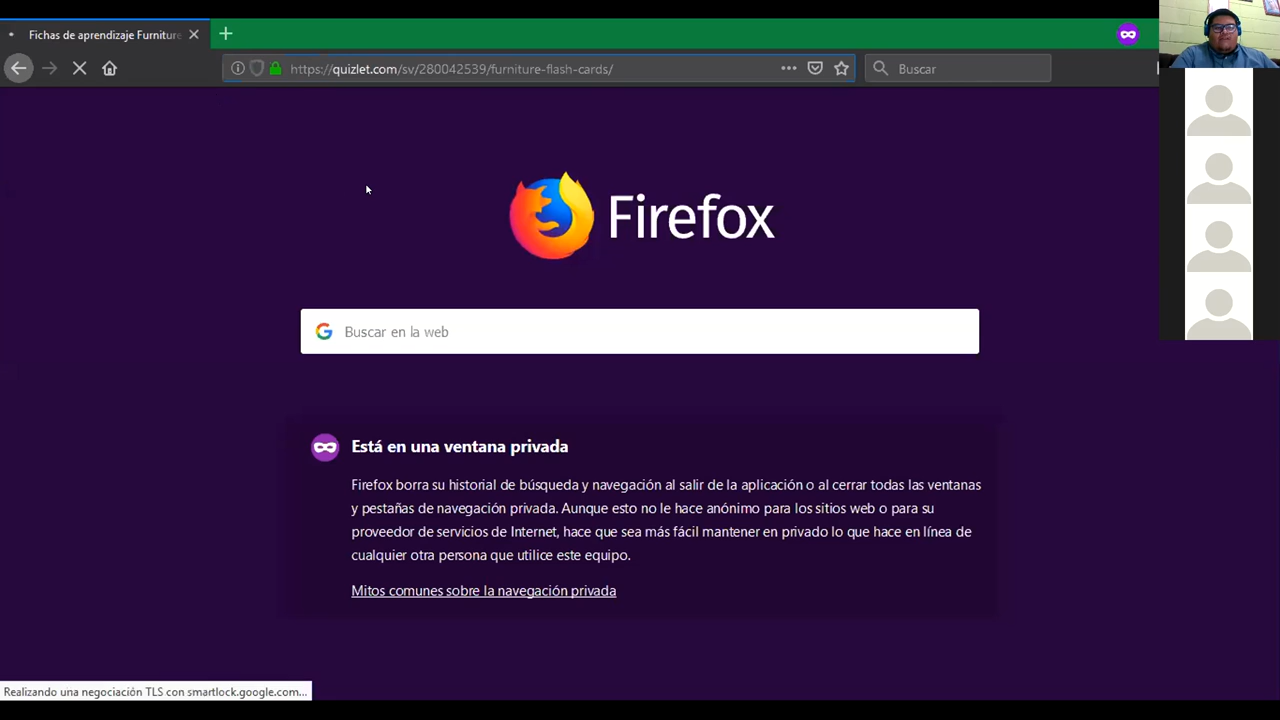 Fichas de aprendizaje Furniture
https://quizlet.com/sv/280042539/furniture-flash-cards/
Buscar
Firefox
Buscar en la web
Está en una ventana privada
Firefox borra su historial de búsqueda y navegación al salir de la aplicación o al cerrar todas las ventanas
y pestañas de navegación privada. Aunque esto no le hace anónimo para los sitios web o para su
proveedor de servicios de Internet, hace que sea más fácil mantener en privado lo que hace en línea de
cualquier otra persona que utilice este equipo.
Mitos comunes sobre la navegación privada
Realizando una negociación TLS con smartlock.google.com...